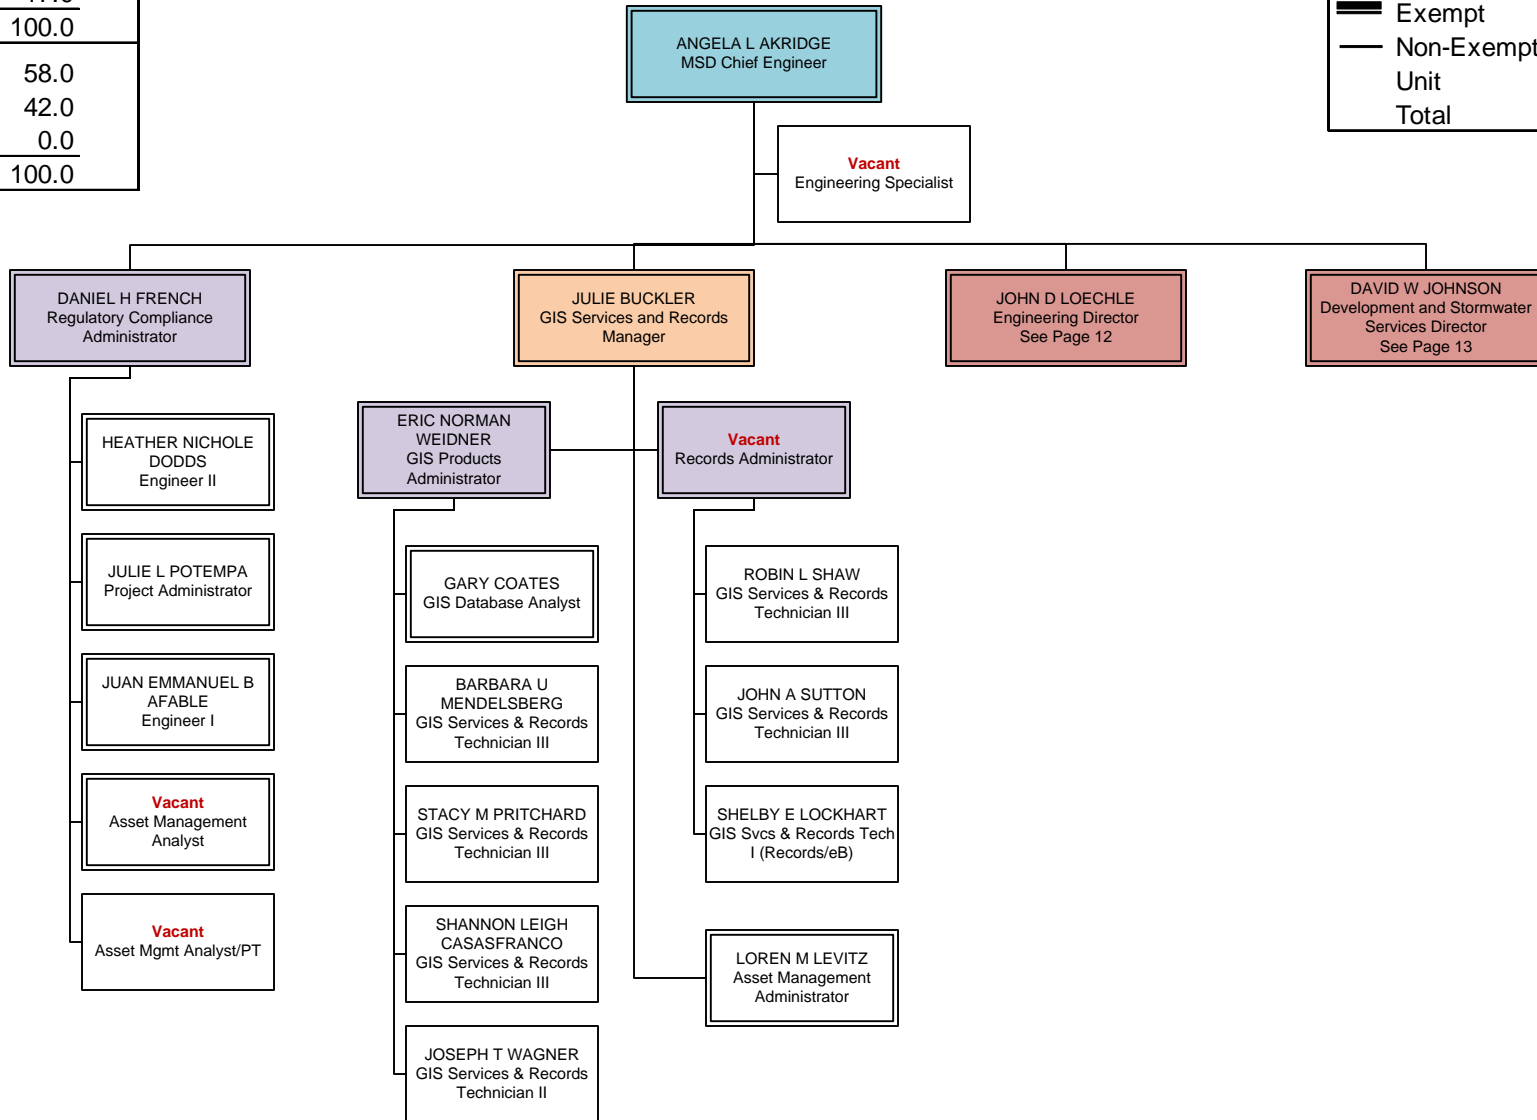 100.0
58.0
42.0
0.0
100.0
Exempt
Non-Exempt
Unit
Total
ANGELA L AKRIDGE
MSD Chief Engineer
Vacant
Engineering Specialist
DANIEL H FRENCH
Regulatory Compliance
Administrator
JULIE BUCKLER
GIS Services and Records
Manager
JOHN D LOECHLE
Engineering Director
See Page 12
DAVID W JOHNSON
Development and Stormwater
Services Director
See Page 13
HEATHER NICHOLE
DODDS
Engineer II
JULIE L POTEMPA
Project Administrator
JUAN EMMANUEL B
AFABLE
Engineer I
Vacant
Asset Management
Analyst
Vacant
Asset Mgmt Analyst/PT
ERIC NORMAN
WEIDNER
GIS Products
Administrator
GARY COATES
GIS Database Analyst
BARBARA U
MENDELSBERG
GIS Services & Records
Technician III
STACY M PRITCHARD
GIS Services & Records
Technician III
SHANNON LEIGH
CASASFRANCO
GIS Services & Records
Technician III
JOSEPH T WAGNER
GIS Services & Records
Technician II
Vacant
Records Administrator
ROBIN L SHAW
GIS Services & Records
Technician III
JOHN A SUTTON
GIS Services & Records
Technician III
SHELBY E LOCKHART
GIS Svcs & Records Tech
I (Records/eB)
LOREN M LEVITZ
Asset Management
Administrator